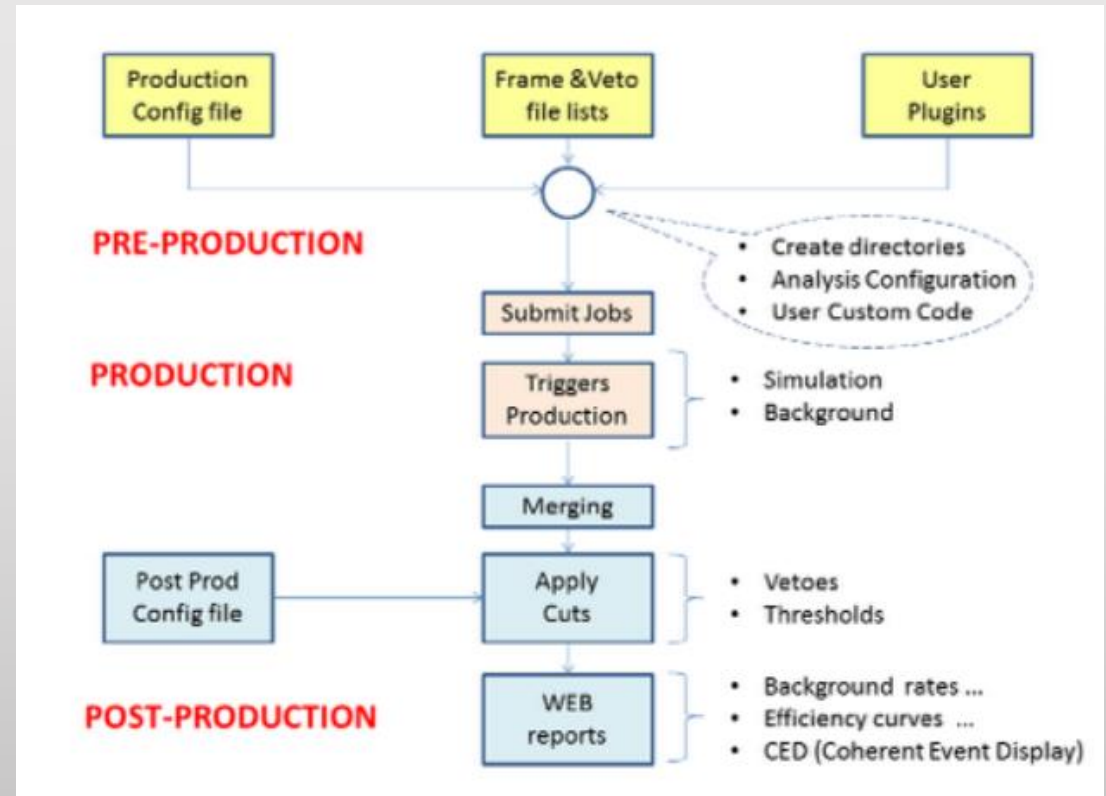 Production
Config file
Frame &Veto
file lists
User
Plugins
PRE-PRODUCTION
• Create directories
• Analysis Configuration
• User Custom Code
Submit Jobs
PRODUCTION
Triggers
Production
• Simulation
• Background
Merging
Post Prod
Config file
Apply
Cuts
• Vetoes
• Thresholds
POST-PRODUCTION
WEB
reports
• Background rates ...
• Efficiency curves ...
• CED (Coherent Event Display)